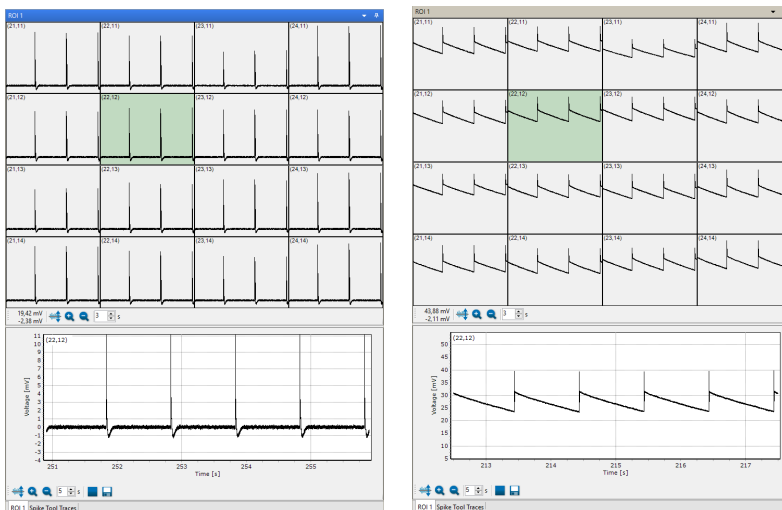 ROI 1
(21,11) (22,11) (23,11) (24,11)
(21,12) (22,12) (23,12) (24,12)
(21,13) (22,13) (23,13) (24,13)
(21,14) (22,14) (23,14) (24,14)
19,42 mV
-2,38 mV
3 s
(22,12)
11
10
9
8
7
6
5
4
3
2
1
0
-1
-2
-3
-4
Voltage [mV]
251 252 253 254 255
Time [s]
5 s
ROI 1 Spike Tool Traces
ROI 1
(21,11) (22,11) (23,11) (24,11)
(21,12) (22,12) (23,12) (24,12)
(21,13) (22,13) (23,13) (24,13)
(21,14) (22,14) (23,14) (24,14)
43,88 mV
-2,11 mV
3 s
(22,12)
50
45
40
35
30
25
20
15
10
5
Voltage [mV]
213 214 215 216 217
Time [s]
5 s
ROI 1 Spike Tool Traces